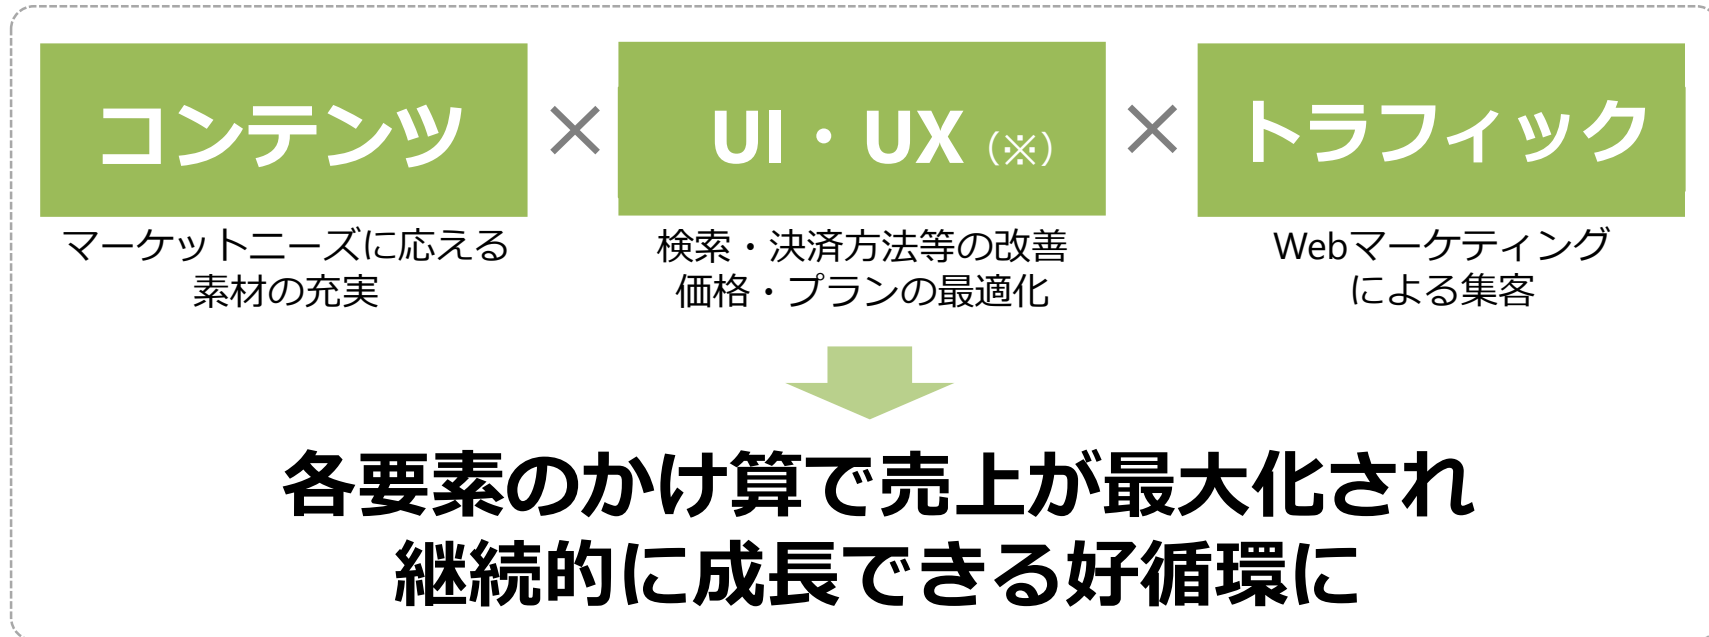 コンテンツ × UI・UX（※） × トラフィック
マーケットニーズに応える
素材の充実
検索・決済方法等の改善
価格・プランの最適化
Webマーケティング
による集客
各要素のかけ算で売上が最大化され
継続的に成長できる好循環に